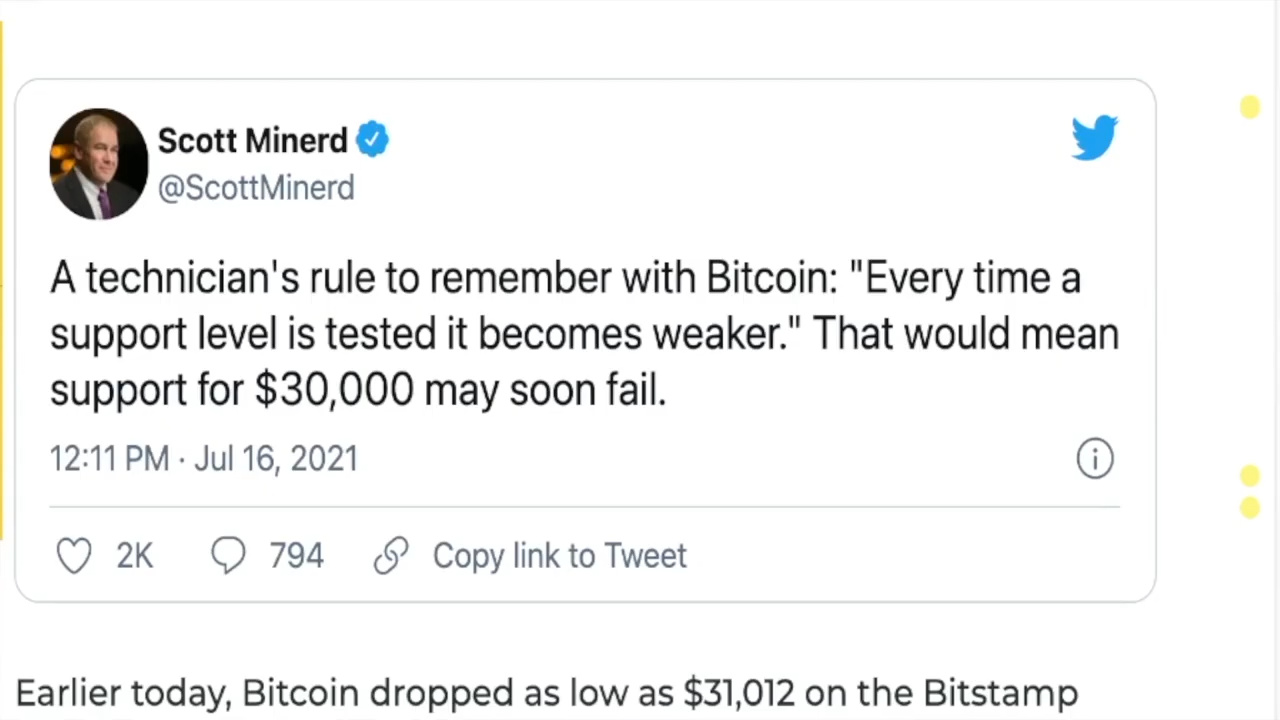 Scott Minerd
@ScottMinerd
A technician's rule to remember with Bitcoin: "Every time a
support level is tested it becomes weaker." That would mean
support for $30,000 may soon fail.
12:11 PM · Jul 16, 2021
2K 794 Copy link to Tweet
Earlier today, Bitcoin dropped as low as $31,012 on the Bitstamp